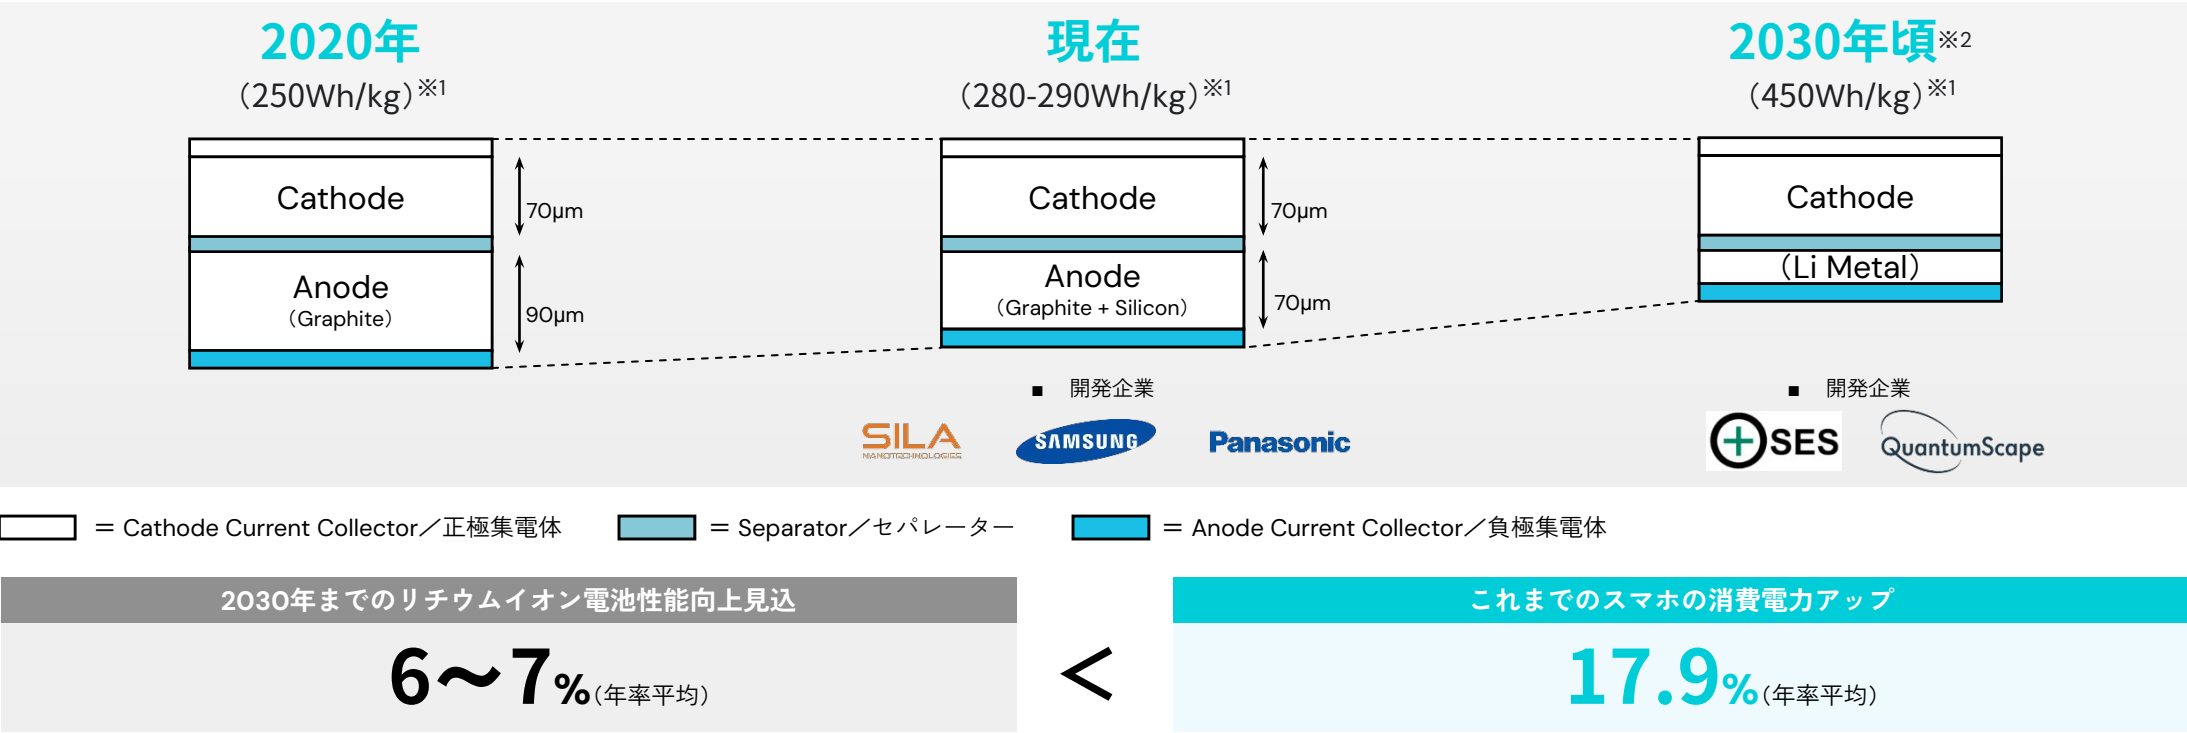 2020年
（250Wh/kg）※1
Cathode
70μm
Anode
（Graphite）
90μm
現在
（280-290Wh/kg）※1
Cathode
70μm
Anode
（Graphite + Silicon）
70μm
■ 開発企業
SILA
NANOTECHNOLOGIES
SAMSUNG
Panasonic
2030年頃※2
（450Wh/kg）※1
Cathode
（Li Metal）
■ 開発企業
SES
QuantumScape
＝ Cathode Current Collector／正極集電体
＝ Separator／セパレーター
＝ Anode Current Collector／負極集電体
2030年までのリチウムイオン電池性能向上見込
6〜7%（年率平均）
＜
これまでのスマホの消費電力アップ
17.9%（年率平均）